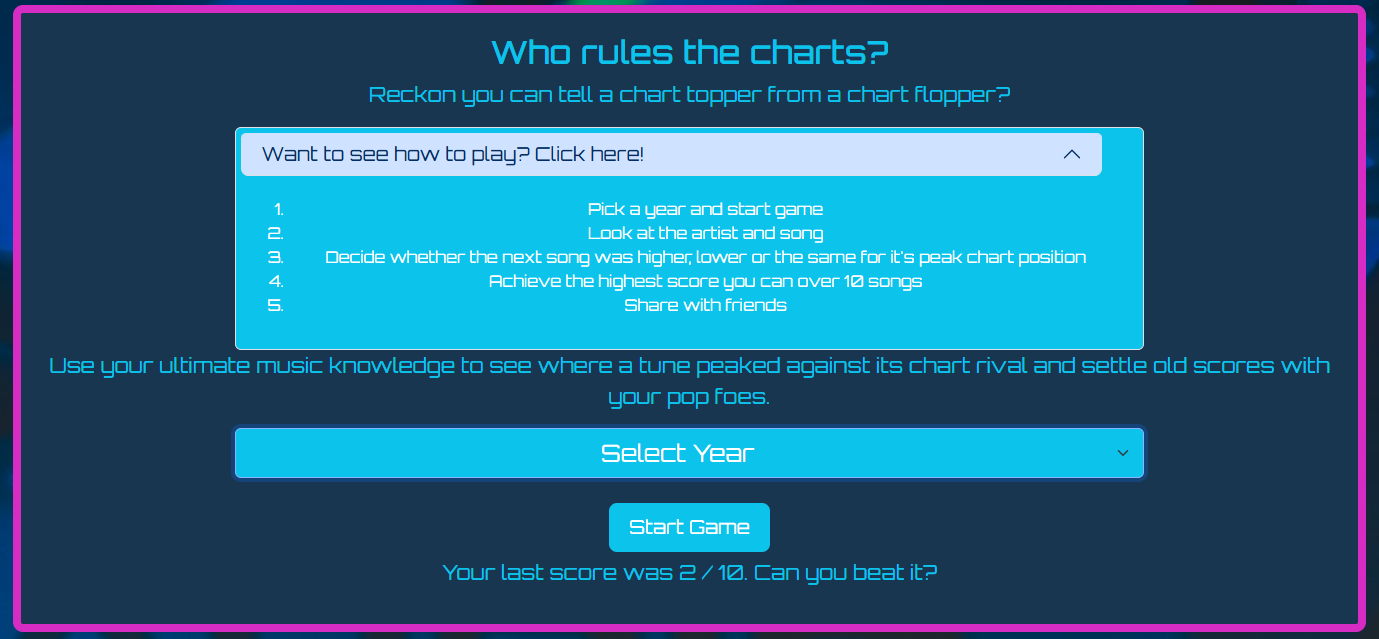 Who rules the charts?
Reckon you can tell a chart topper from a chart flopper?
Want to see how to play? Click here!
1. Pick a year and start game
2. Look at the artist and song
3. Decide whether the next song was higher, lower or the same for it's peak chart position
4. Achieve the highest score you can over 10 songs
5. Share with friends
Use your ultimate music knowledge to see where a tune peaked against its chart rival and settle old scores with
your pop foes.
Select Year
Start Game
Your last score was 2 / 10. Can you beat it?